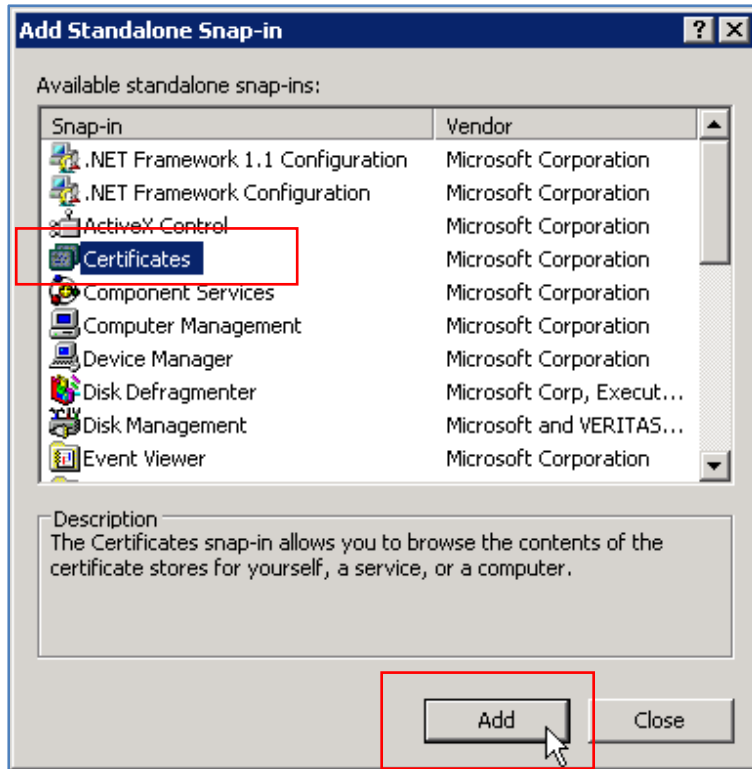 Add Standalone Snap-in
Available standalone snap-ins:
Snap-in Vendor
.NET Framework 1.1 Configuration Microsoft Corporation
.NET Framework Configuration Microsoft Corporation
ActiveX Control Microsoft Corporation
Certificates Microsoft Corporation
Component Services Microsoft Corporation
Computer Management Microsoft Corporation
Device Manager Microsoft Corporation
Disk Defragmenter Microsoft Corp, Execut...
Disk Management Microsoft and VERITAS...
Event Viewer Microsoft Corporation
Description
The Certificates snap-in allows you to browse the contents of the
certificate stores for yourself, a service, or a computer.
Add Close